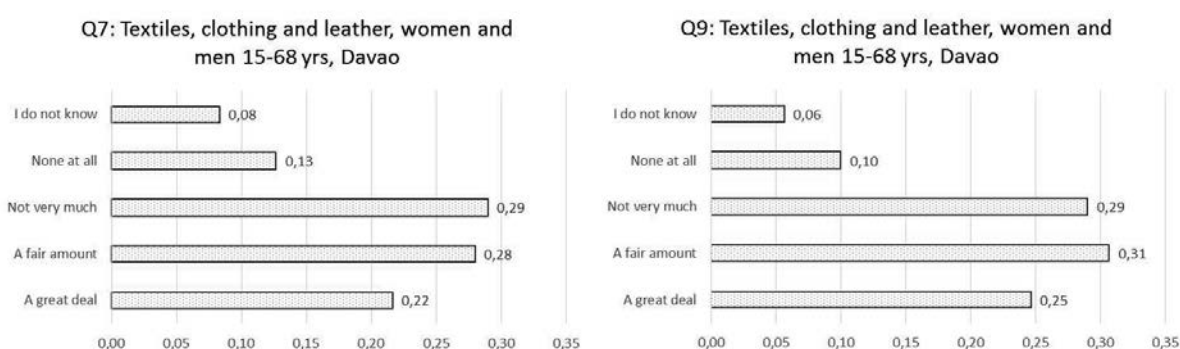 Q7: Textiles, clothing and leather, women and
men 15-68 yrs, Davao
I do not know
0,08
None at all
0,13
Not very much
0,29
A fair amount
0,28
A great deal
0,22
0,00 0,05 0,10 0,15 0,20 0,25 0,30 0,35
Q9: Textiles, clothing and leather, women and
men 15-68 yrs, Davao
I do not know
0,06
None at all
0,10
Not very much
0,29
A fair amount
0,31
A great deal
0,25
0,00 0,05 0,10 0,15 0,20 0,25 0,30 0,35